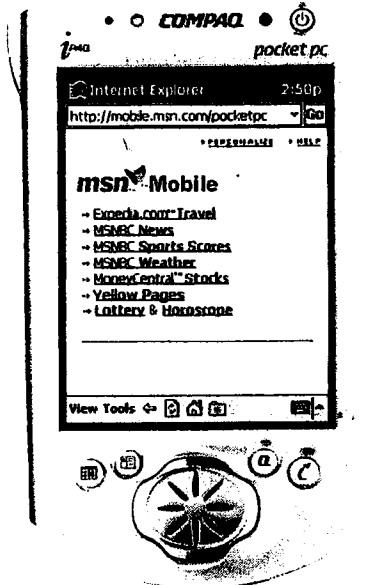 COMPAQ
iPAQ pocket pc
Internet Explorer 2:50p
http://mobile.msn.com/pocketpc Go
PERSONALIZE HELP
msn Mobile
Expedia.com Travel
MSNBC News
MSNBC Sports Scores
MSNBC Weather
MoneyCentral™ Stocks
Yellow Pages
Lottery & Horoscope
View Tools